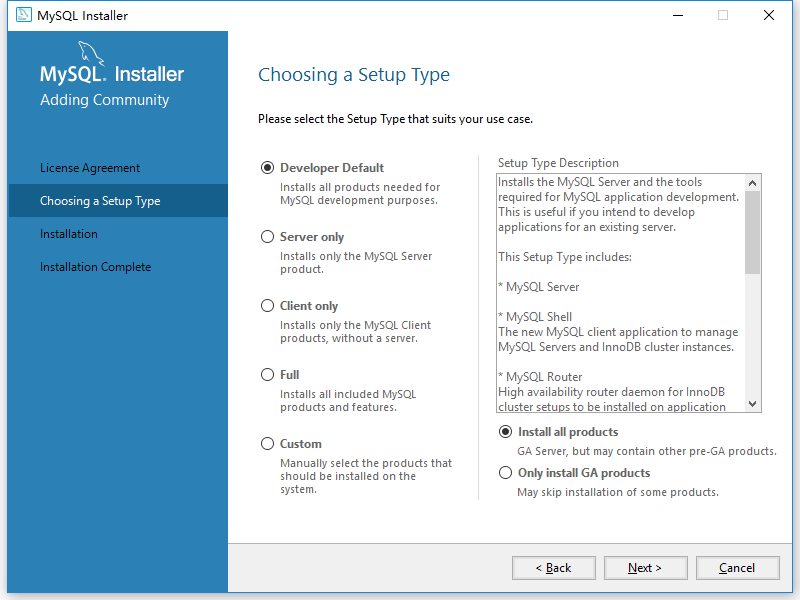 MySQL Installer
MySQL. Installer
Adding Community
License Agreement
Choosing a Setup Type
Installation
Installation Complete
Choosing a Setup Type
Please select the Setup Type that suits your use case.
Developer Default
Installs all products needed for
MySQL development purposes.
Server only
Installs only the MySQL Server
product.
Client only
Installs only the MySQL Client
products, without a server.
Full
Installs all included MySQL
products and features.
Custom
Manually select the products that
should be installed on the
system.
Setup Type Description
Installs the MySQL Server and the tools
required for MySQL application development.
This is useful if you intend to develop
applications for an existing server.
This Setup Type includes:
* MySQL Server
* MySQL Shell
The new MySQL client application to manage
MySQL Servers and InnoDB cluster instances.
* MySQL Router
High availability router daemon for InnoDB
cluster setups to be installed on application
Install all products
GA Server, but may contain other pre-GA products.
Only install GA products
May skip installation of some products.
< Back
Next >
Cancel